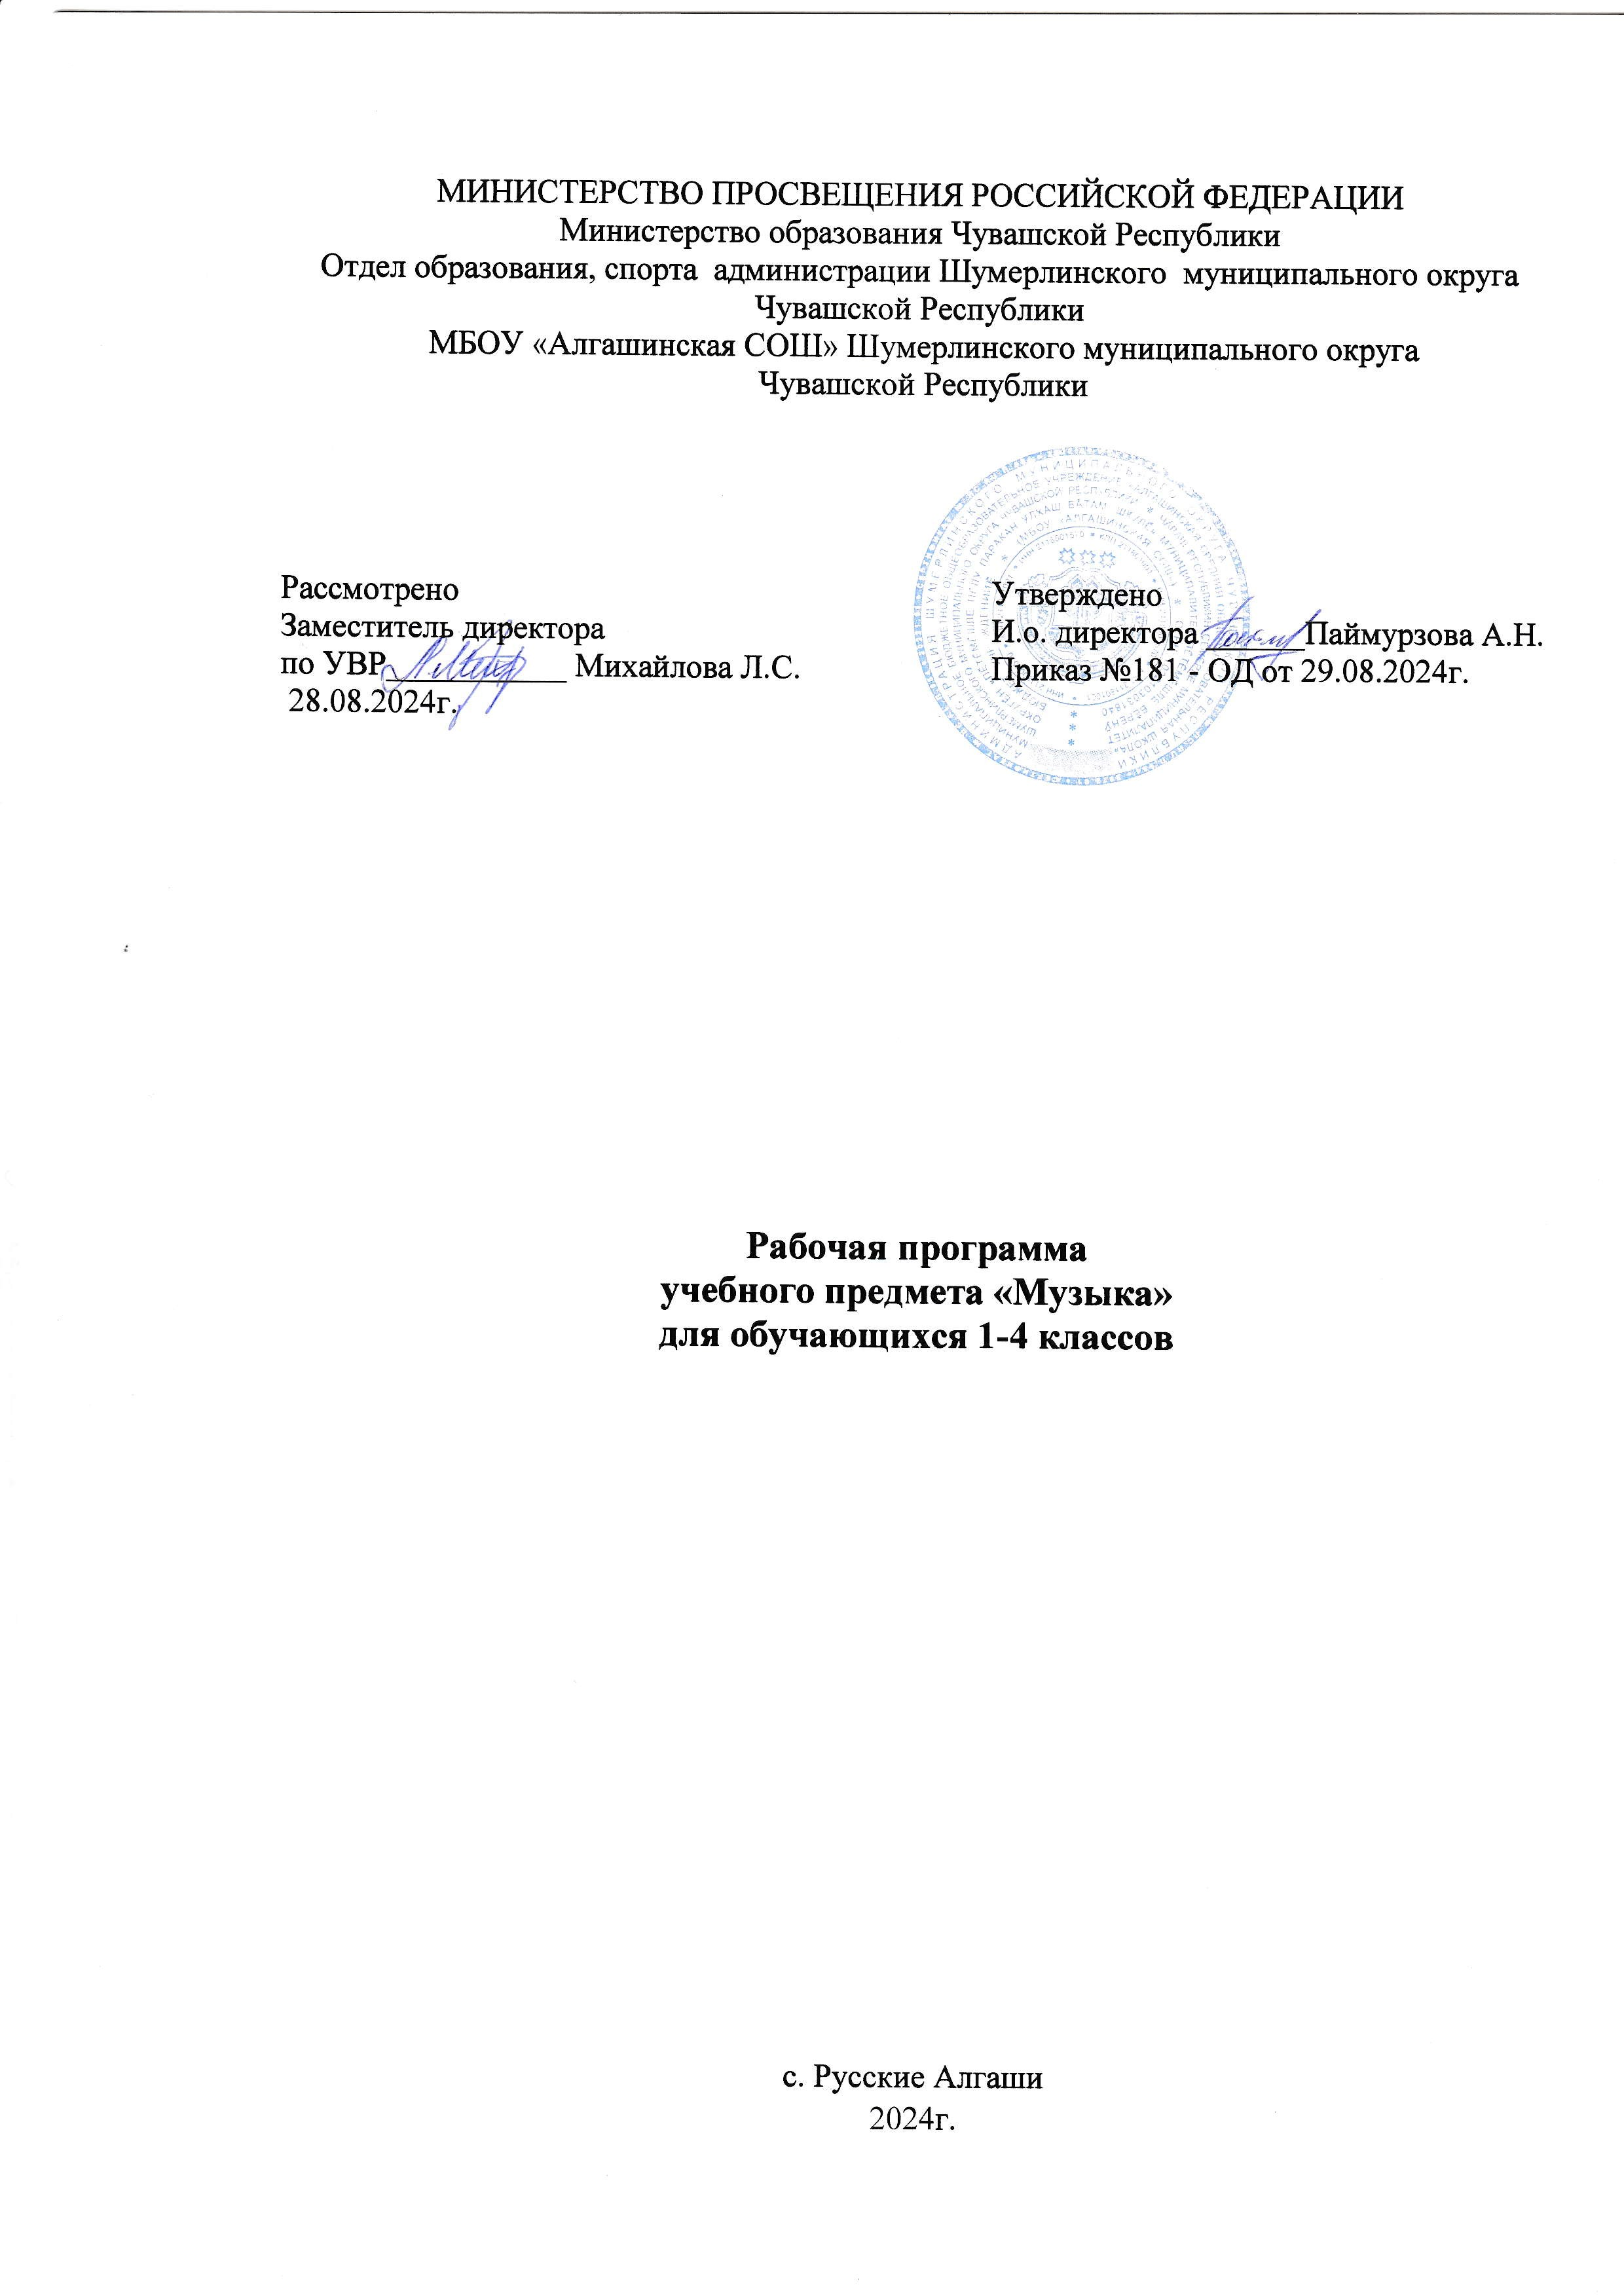 МИНИСТЕРСТВО ПРОСВЕЩЕНИЯ РОССИЙСКОЙ ФЕДЕРАЦИИ
Министерство образования Чувашской Республики
Отдел образования, спорта администрации Шумерлинского муниципального округа
Чувашской Республики
МБОУ «Алгашинская СОШ» Шумерлинского муниципального округа
Чувашской Республики
Рассмотрено
Заместитель директора
по УВР___________ Михайлова Л.С.
28.08.2024г.
Утверждено
И.о. директора ______Паймурзова А.Н.
Приказ №181 - ОД от 29.08.2024г.
Рабочая программа
учебного предмета «Музыка»
для обучающихся 1-4 классов
с. Русские Алгаши
2024г.